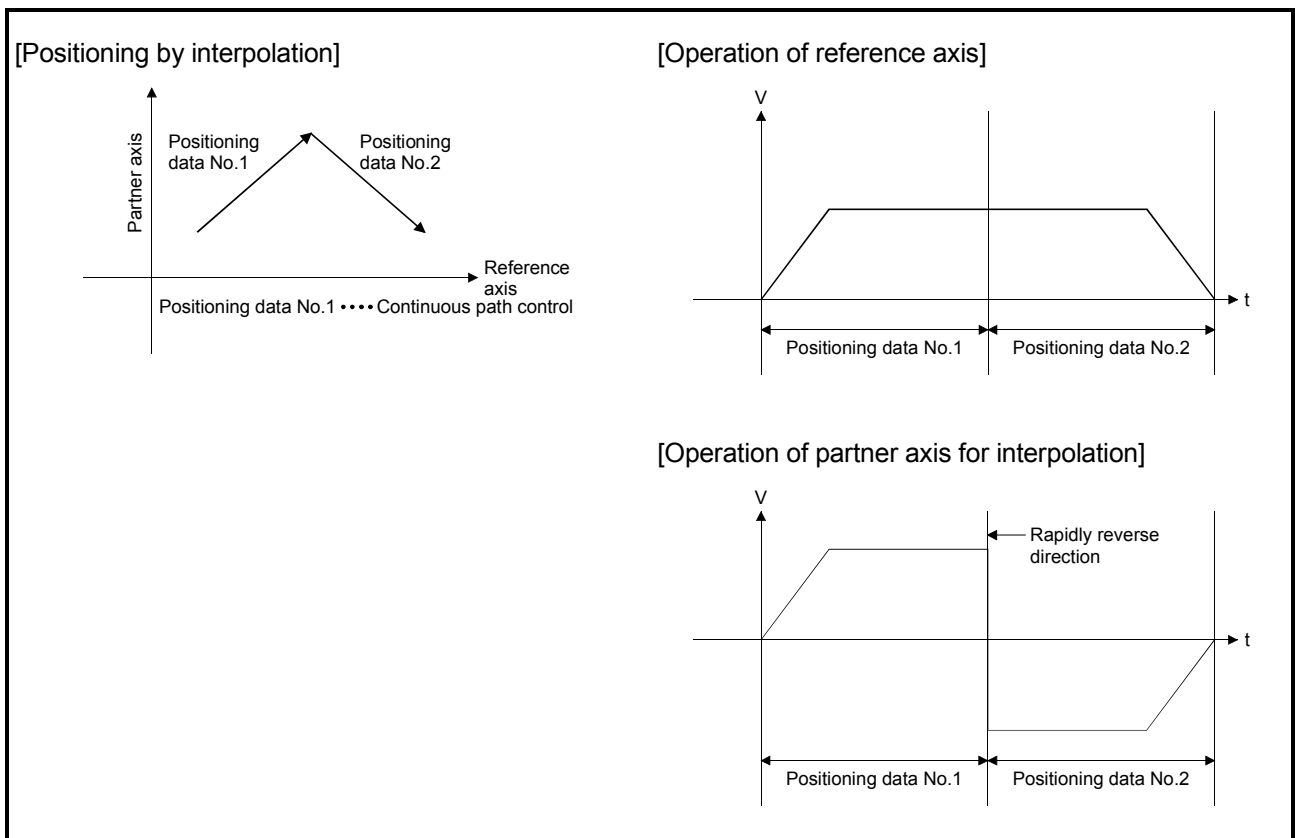 [Positioning by interpolation]
Partner axis
Positioning
data No.1
Positioning
data No.2
Reference
axis
Positioning data No.1 •••• Continuous path control
[Operation of reference axis]
V
t
Positioning data No.1
Positioning data No.2
[Operation of partner axis for interpolation]
V
Rapidly reverse
direction
t
Positioning data No.1
Positioning data No.2